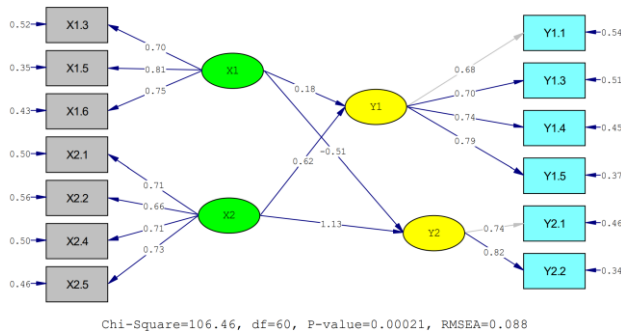 0.52 X1.3 0.70
0.35 X1.5 0.81
0.43 X1.6 0.75
X1
0.50 X2.1 0.71
0.56 X2.2 0.66
0.50 X2.4 0.71
0.46 X2.5 0.73
X2
0.18
-0.51
0.62
1.13
Y1
Y2
0.68 Y1.1 0.54
0.70 Y1.3 0.51
0.74 Y1.4 0.45
0.79 Y1.5 0.37
0.74 Y2.1 0.46
0.82 Y2.2 0.34
Chi-Square=106.46, df=60, P-value=0.00021, RMSEA=0.088